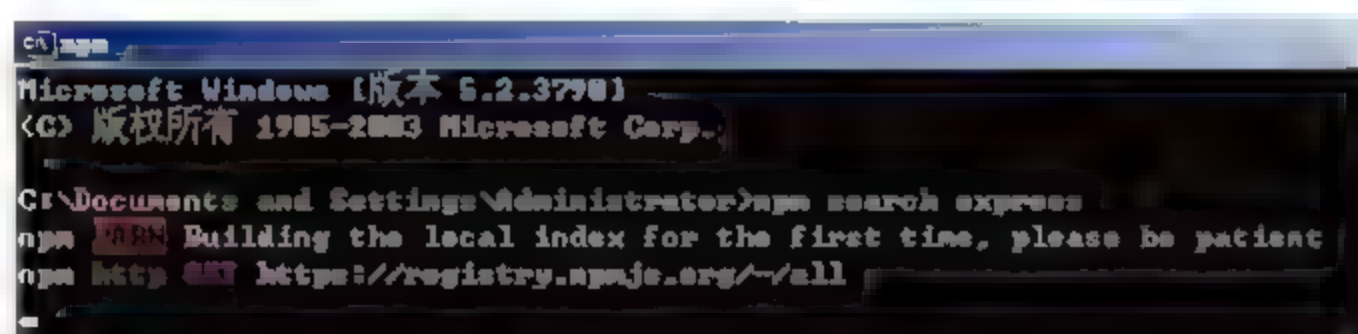 npm
Microsoft Windows [版本 5.2.3790]
(C) 版权所有 1985-2003 Microsoft Corp.
C:\Documents and Settings\Administrator>npm search express
npm WARN Building the local index for the first time, please be patient
npm http GET https://registry.npmjs.org/-/all